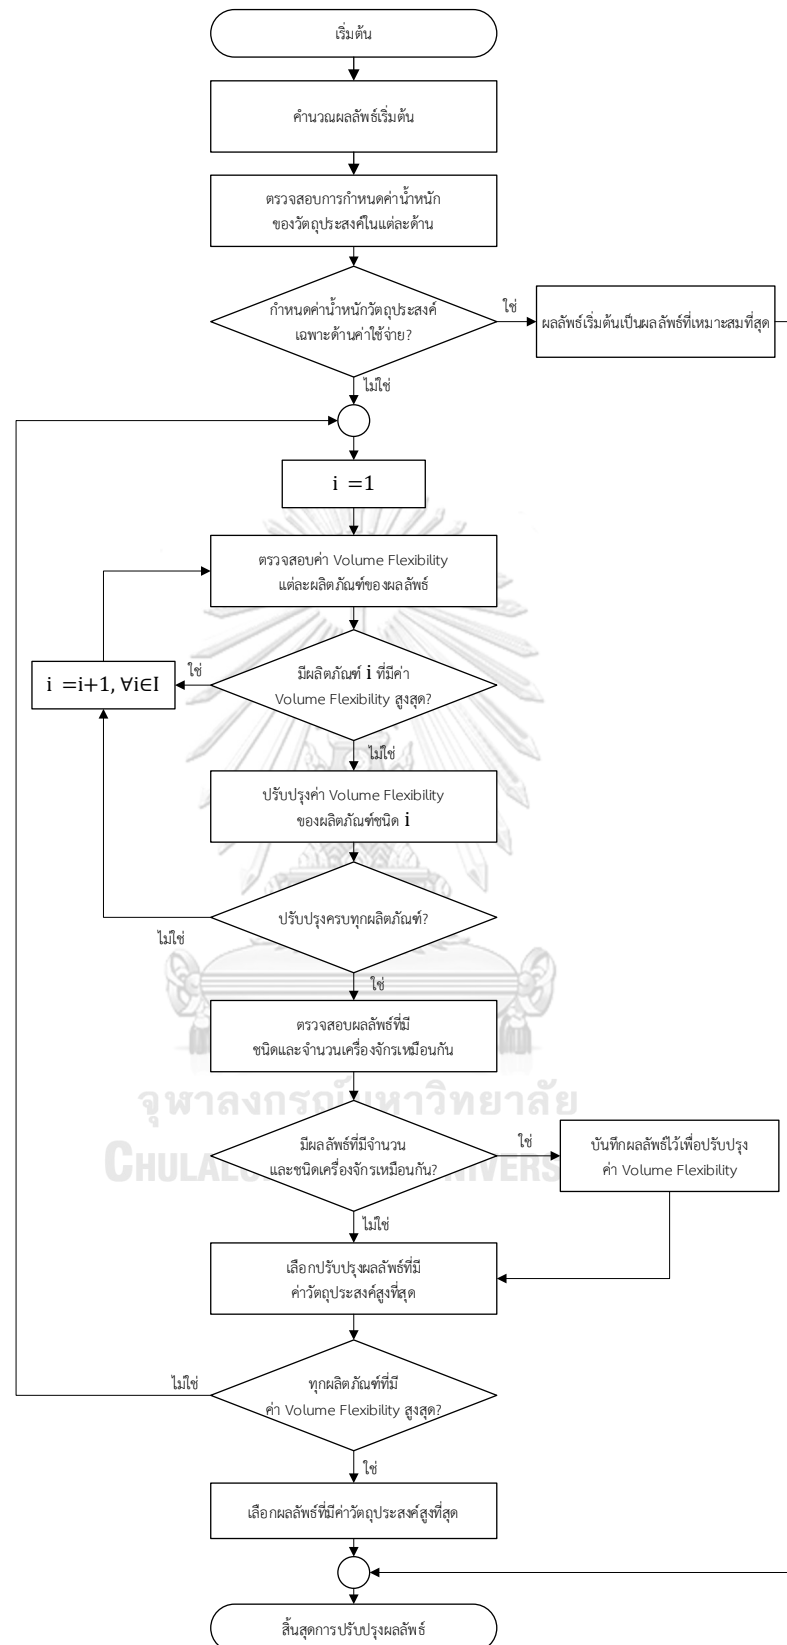 เริ่มต้น
คำนวณผลลัพธ์เริ่มต้น
ตรวจสอบการกำหนดค่าน้ำหนัก
ของวัตถุประสงค์ในแต่ละด้าน
กำหนดค่าน้ำหนักวัตถุประสงค์
เฉพาะด้านค่าใช้จ่าย?
ใช่
ผลลัพธ์เริ่มต้นเป็นผลลัพธ์ที่เหมาะสมที่สุด
ไม่ใช่
i =1
ตรวจสอบค่า Volume Flexibility
แต่ละผลิตภัณฑ์ของผลลัพธ์
มีผลิตภัณฑ์ i ที่มีค่า
Volume Flexibility สูงสุด?
ใช่
i =i+1, ∀i∈I
ไม่ใช่
ปรับปรุงค่า Volume Flexibility
ของผลิตภัณฑ์ชนิด i
ปรับปรุงครบทุกผลิตภัณฑ์?
ไม่ใช่
ใช่
ตรวจสอบผลลัพธ์ที่มี
ชนิดและจำนวนเครื่องจักรเหมือนกัน
จุฬาลงกรณ์มหาวิทยาลัย
มีผลลัพธ์ที่มีจำนวน
และชนิดเครื่องจักรเหมือนกัน?
ใช่
บันทึกผลลัพธ์ไว้เพื่อปรับปรุง
ค่า Volume Flexibility
ไม่ใช่
เลือกปรับปรุงผลลัพธ์ที่มี
ค่าวัตถุประสงค์สูงที่สุด
ทุกผลิตภัณฑ์ที่มี
ค่า Volume Flexibility สูงสุด?
ไม่ใช่
ใช่
เลือกผลลัพธ์ที่มีค่าวัตถุประสงค์สูงที่สุด
สิ้นสุดการปรับปรุงผลลัพธ์